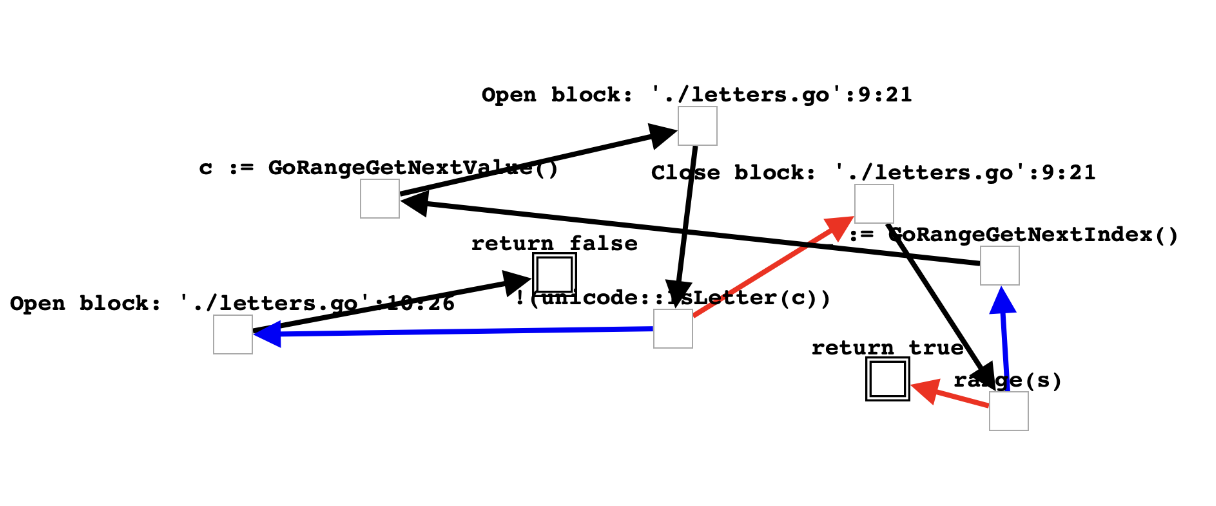 Open block: './letters.go':9:21
c := GoRangeGetNextValue()
Close block: './letters.go':9:21
_ := GoRangeGetNextIndex()
return false
Open block: './letters.go':10:26
!(unicode::IsLetter(c))
return true
range(s)